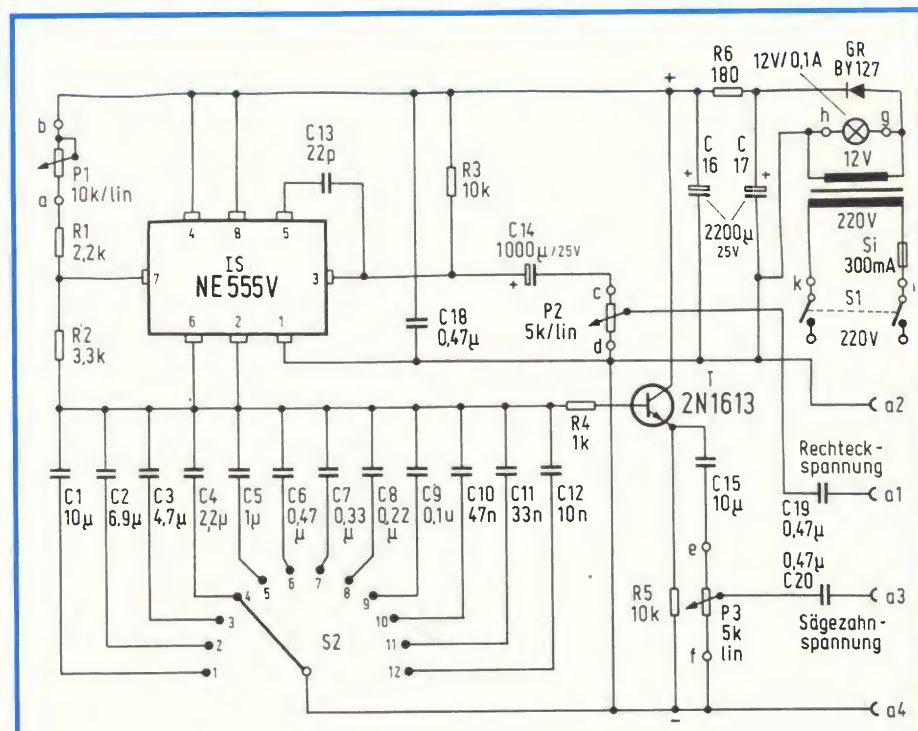 R6
180
12V/0,1A
GR
BY127
+
b
h
g
C13
22p
P1
10k/lin
R3
10k
C
16
C
17
+
+
12V
a
4
8
5
R1
2,2k
C14
1000µ/25V
220V
2200µ
25V
Si
300mA
IS
NE555V
7
3
+
c
k
S1
P2
5k/lin
R2
3,3k
6
2
1
C18
0,47µ
d
220V
T
2N1613
a2
R4
1k
Rechteck-
spannung
C1
10µ
C2
6,9µ
C3
4,7µ
C4
2,2µ
C5
1µ
C6
0,47
µ
C7
0,33
µ
C8
0,22
µ
C9
0,1u
C10
47n
C11
33n
C12
10n
C15
10µ
C19
0,47µ
a1
e
0,47µ
C20
a3
1
2
3
4
5
6
7
8
9
10
11
12
S2
R5
10k
P3
5k
lin
Sägezahn-
spannung
f
−
a4